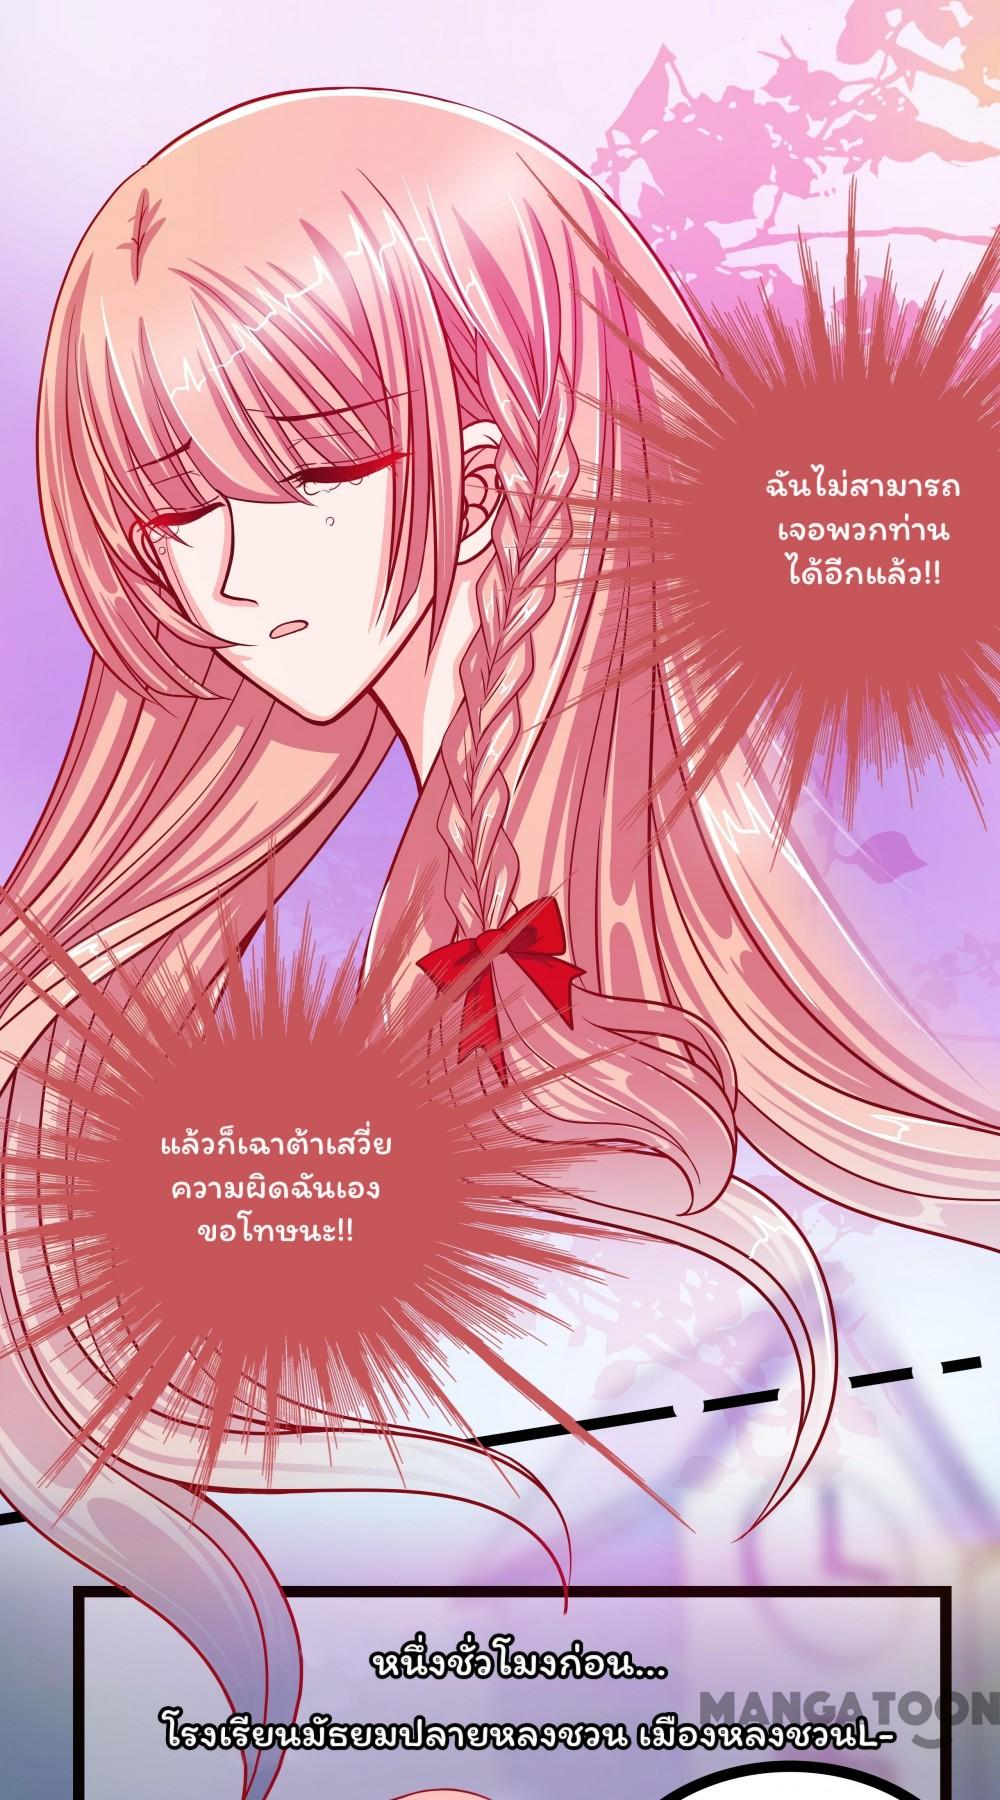 ฉันไม่สามารถ
เจอพวกท่าน
ได้อีกแล้ว!!
แล้วก็เฉาต้าเสวี่ย
ความผิดฉันเอง
ขอโทษนะ!!
หนึ่งชั่วโมงก่อน...
MANGATOON
โรงเรียนมัธยมปลายหลงชวน เมืองหลงชวนL-